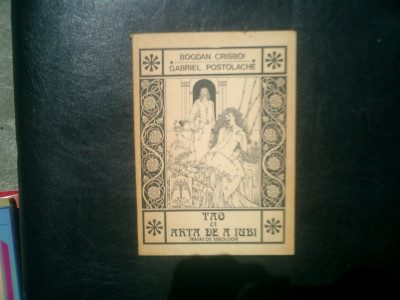 BOGDAN CRISBOI
GABRIEL POSTOLACHE
TAO
ȘI
ARTA DE A IUBI
TRATAT DE SEXOLOGIE